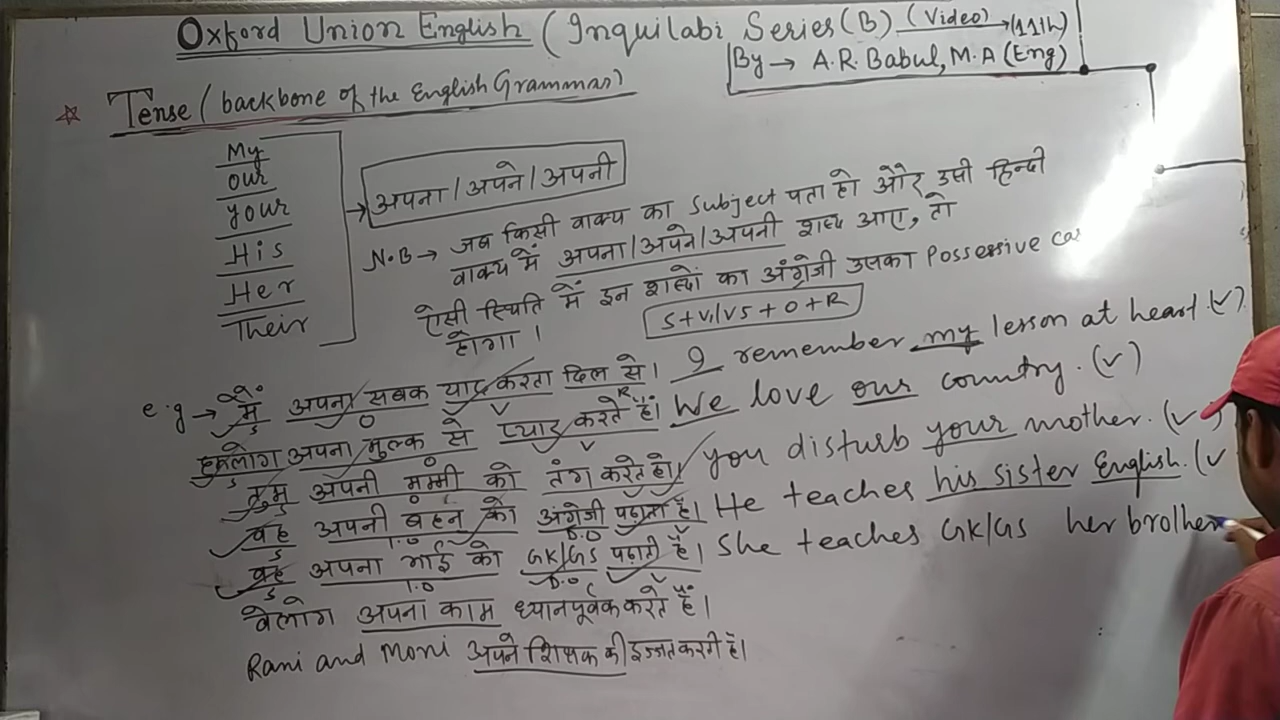 Oxford Union English (Inquilabi Series (B) (Video) → (11th)
By → A.R. Babul, M.A (Eng)
Tense (backbone of the English Grammar)
My
our
your
His
Her
Their
→ अपना / अपने / अपनी
N.B → जब किसी वाक्य का Subject पता हो और उसी हिन्दी
वाक्य में अपना/अपने/अपनी शब्द आए, तो
ऐसी स्थिति में इन शब्दों का अंग्रेजी उसका Possessive ca
होगा ।
S + V1/V5 + O + R
e.g → मैं अपना सबक याद करता दिल से। I remember my lesson at heart. (✓)
हमलोग अपना मुल्क से प्यार करते हैं। We love our country. (✓)
तुम अपनी मम्मी को तंग करते हो। you disturb your mother. (✓)
वह अपनी बहन को अंग्रेजी पढ़ाता है। He teaches his sister English. (✓
वह अपना भाई को GK/GS पढ़ाती है। She teaches GK/GS her brother
वेलोग अपना काम ध्यानपूर्वक करते हैं।
Rani and Moni अपने शिक्षक की इज्जत करती है।